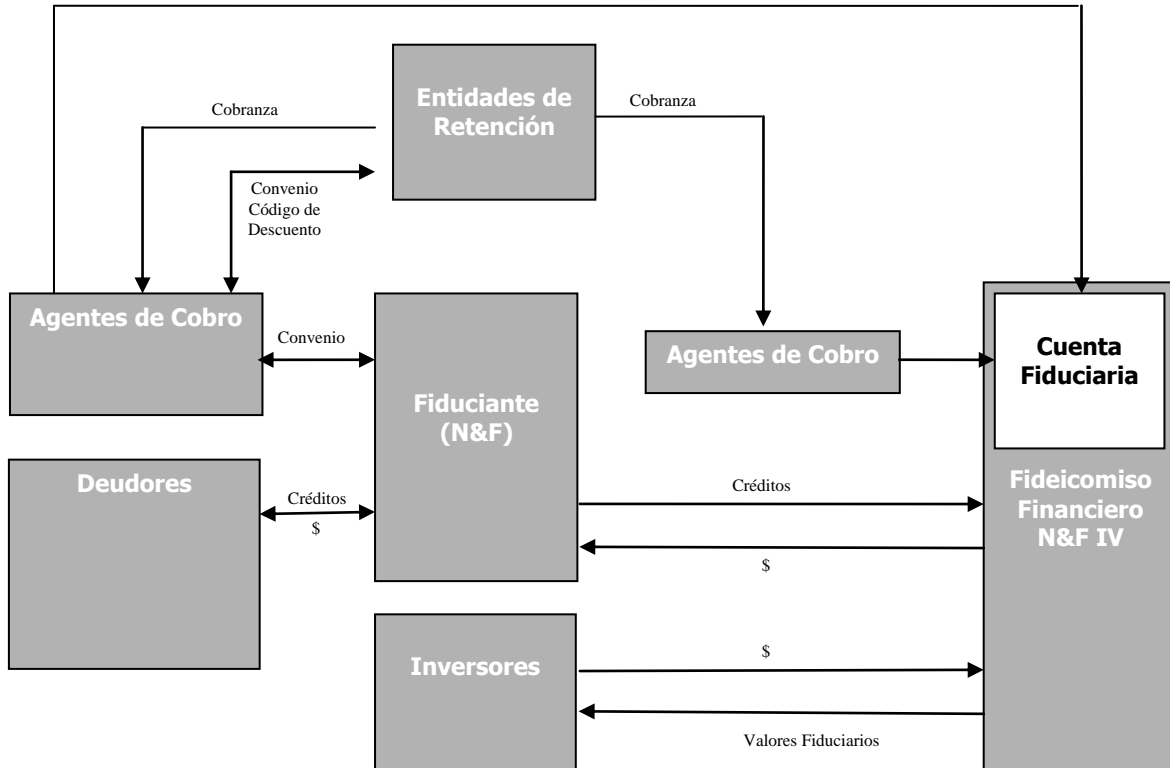 Entidades de
Retención
Cobranza
Cobranza
Convenio
Código de
Descuento
Agentes de Cobro
Convenio
Fiduciante
(N&F)
Agentes de Cobro
Cuenta
Fiduciaria
Deudores
Créditos
$
Créditos
$
Fideicomiso
Financiero
N&F IV
Inversores
$
Valores Fiduciarios